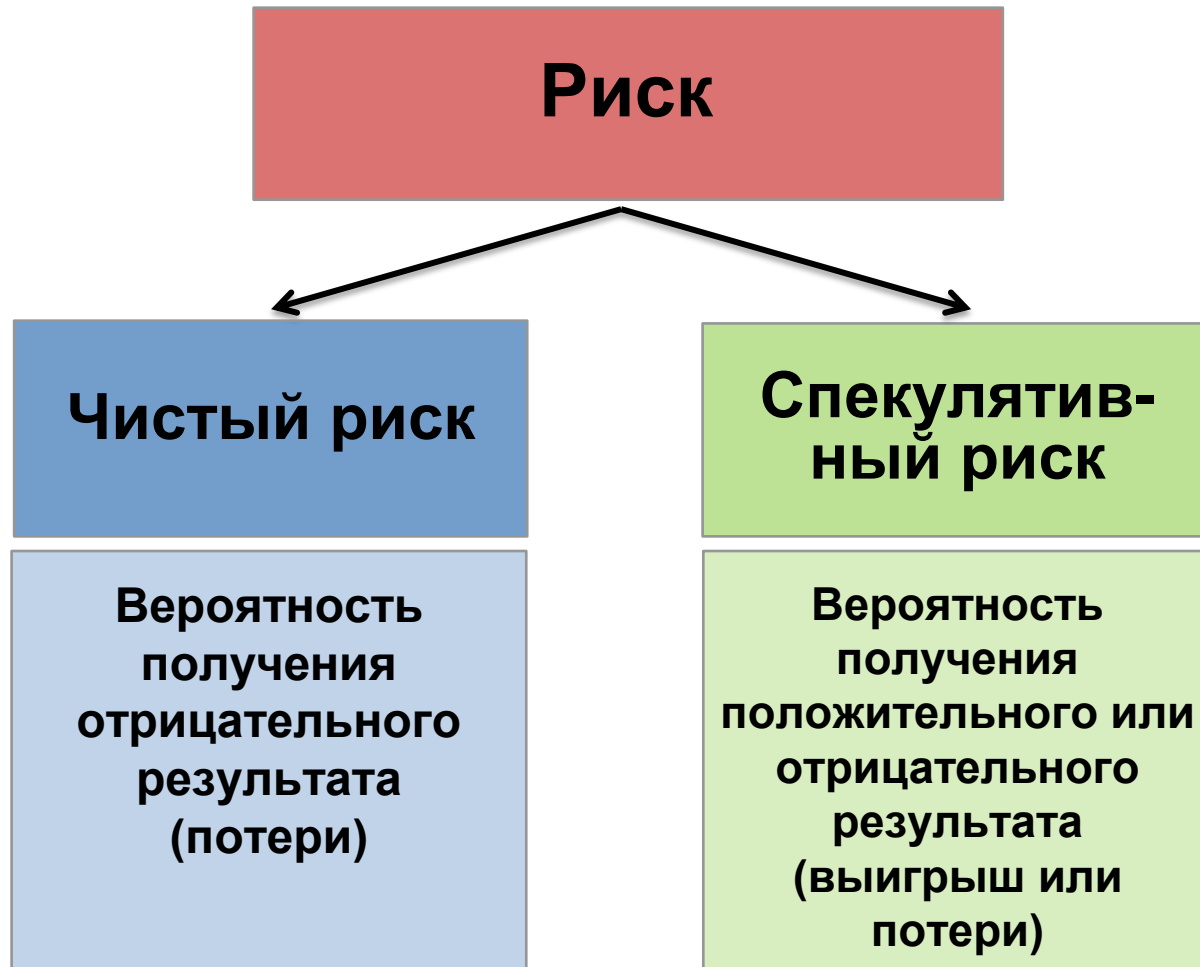 Риск
Чистый риск
Спекулятив-
ный риск
Вероятность
получения
отрицательного
результата
(потери)
Вероятность
получения
положительного или
отрицательного
результата
(выигрыш или
потери)